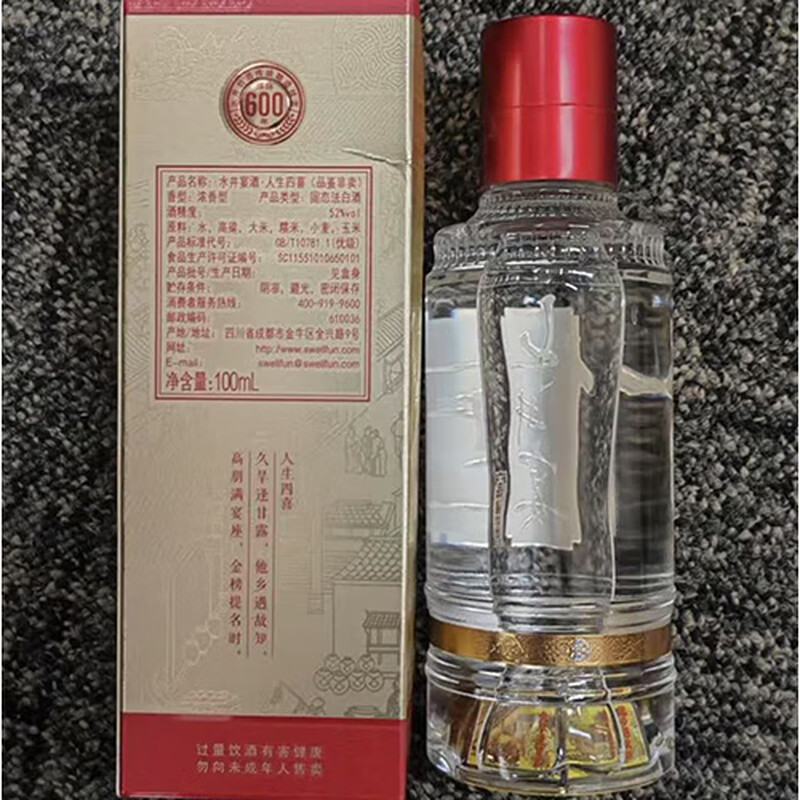 600
产品名称：水井宴酒·人生四喜（品鉴非卖）
香型：浓香型 产品类型：固态法白酒
酒精度： 52%vol
原料：水、高粱、大米、糯米、小麦、玉米
产品标准代号： GB/T10781.1(优级)
食品生产许可证编号： SC11551010660101
产品批号/生产日期： 见盒身
贮存条件： 阴凉、避光、密闭保存
消费者服务热线： 400-919-9600
邮政编码： 610036
产地/地址： 四川省成都市金牛区全兴路9号
网址： http://www.swellfun.com
E-mail： swellfun@swellfun.com
净含量：100mL
人生四喜
久旱逢甘露，他乡遇故知。
高朋满宴座，金榜提名时。
过量饮酒有害健康
勿向未成年人售卖